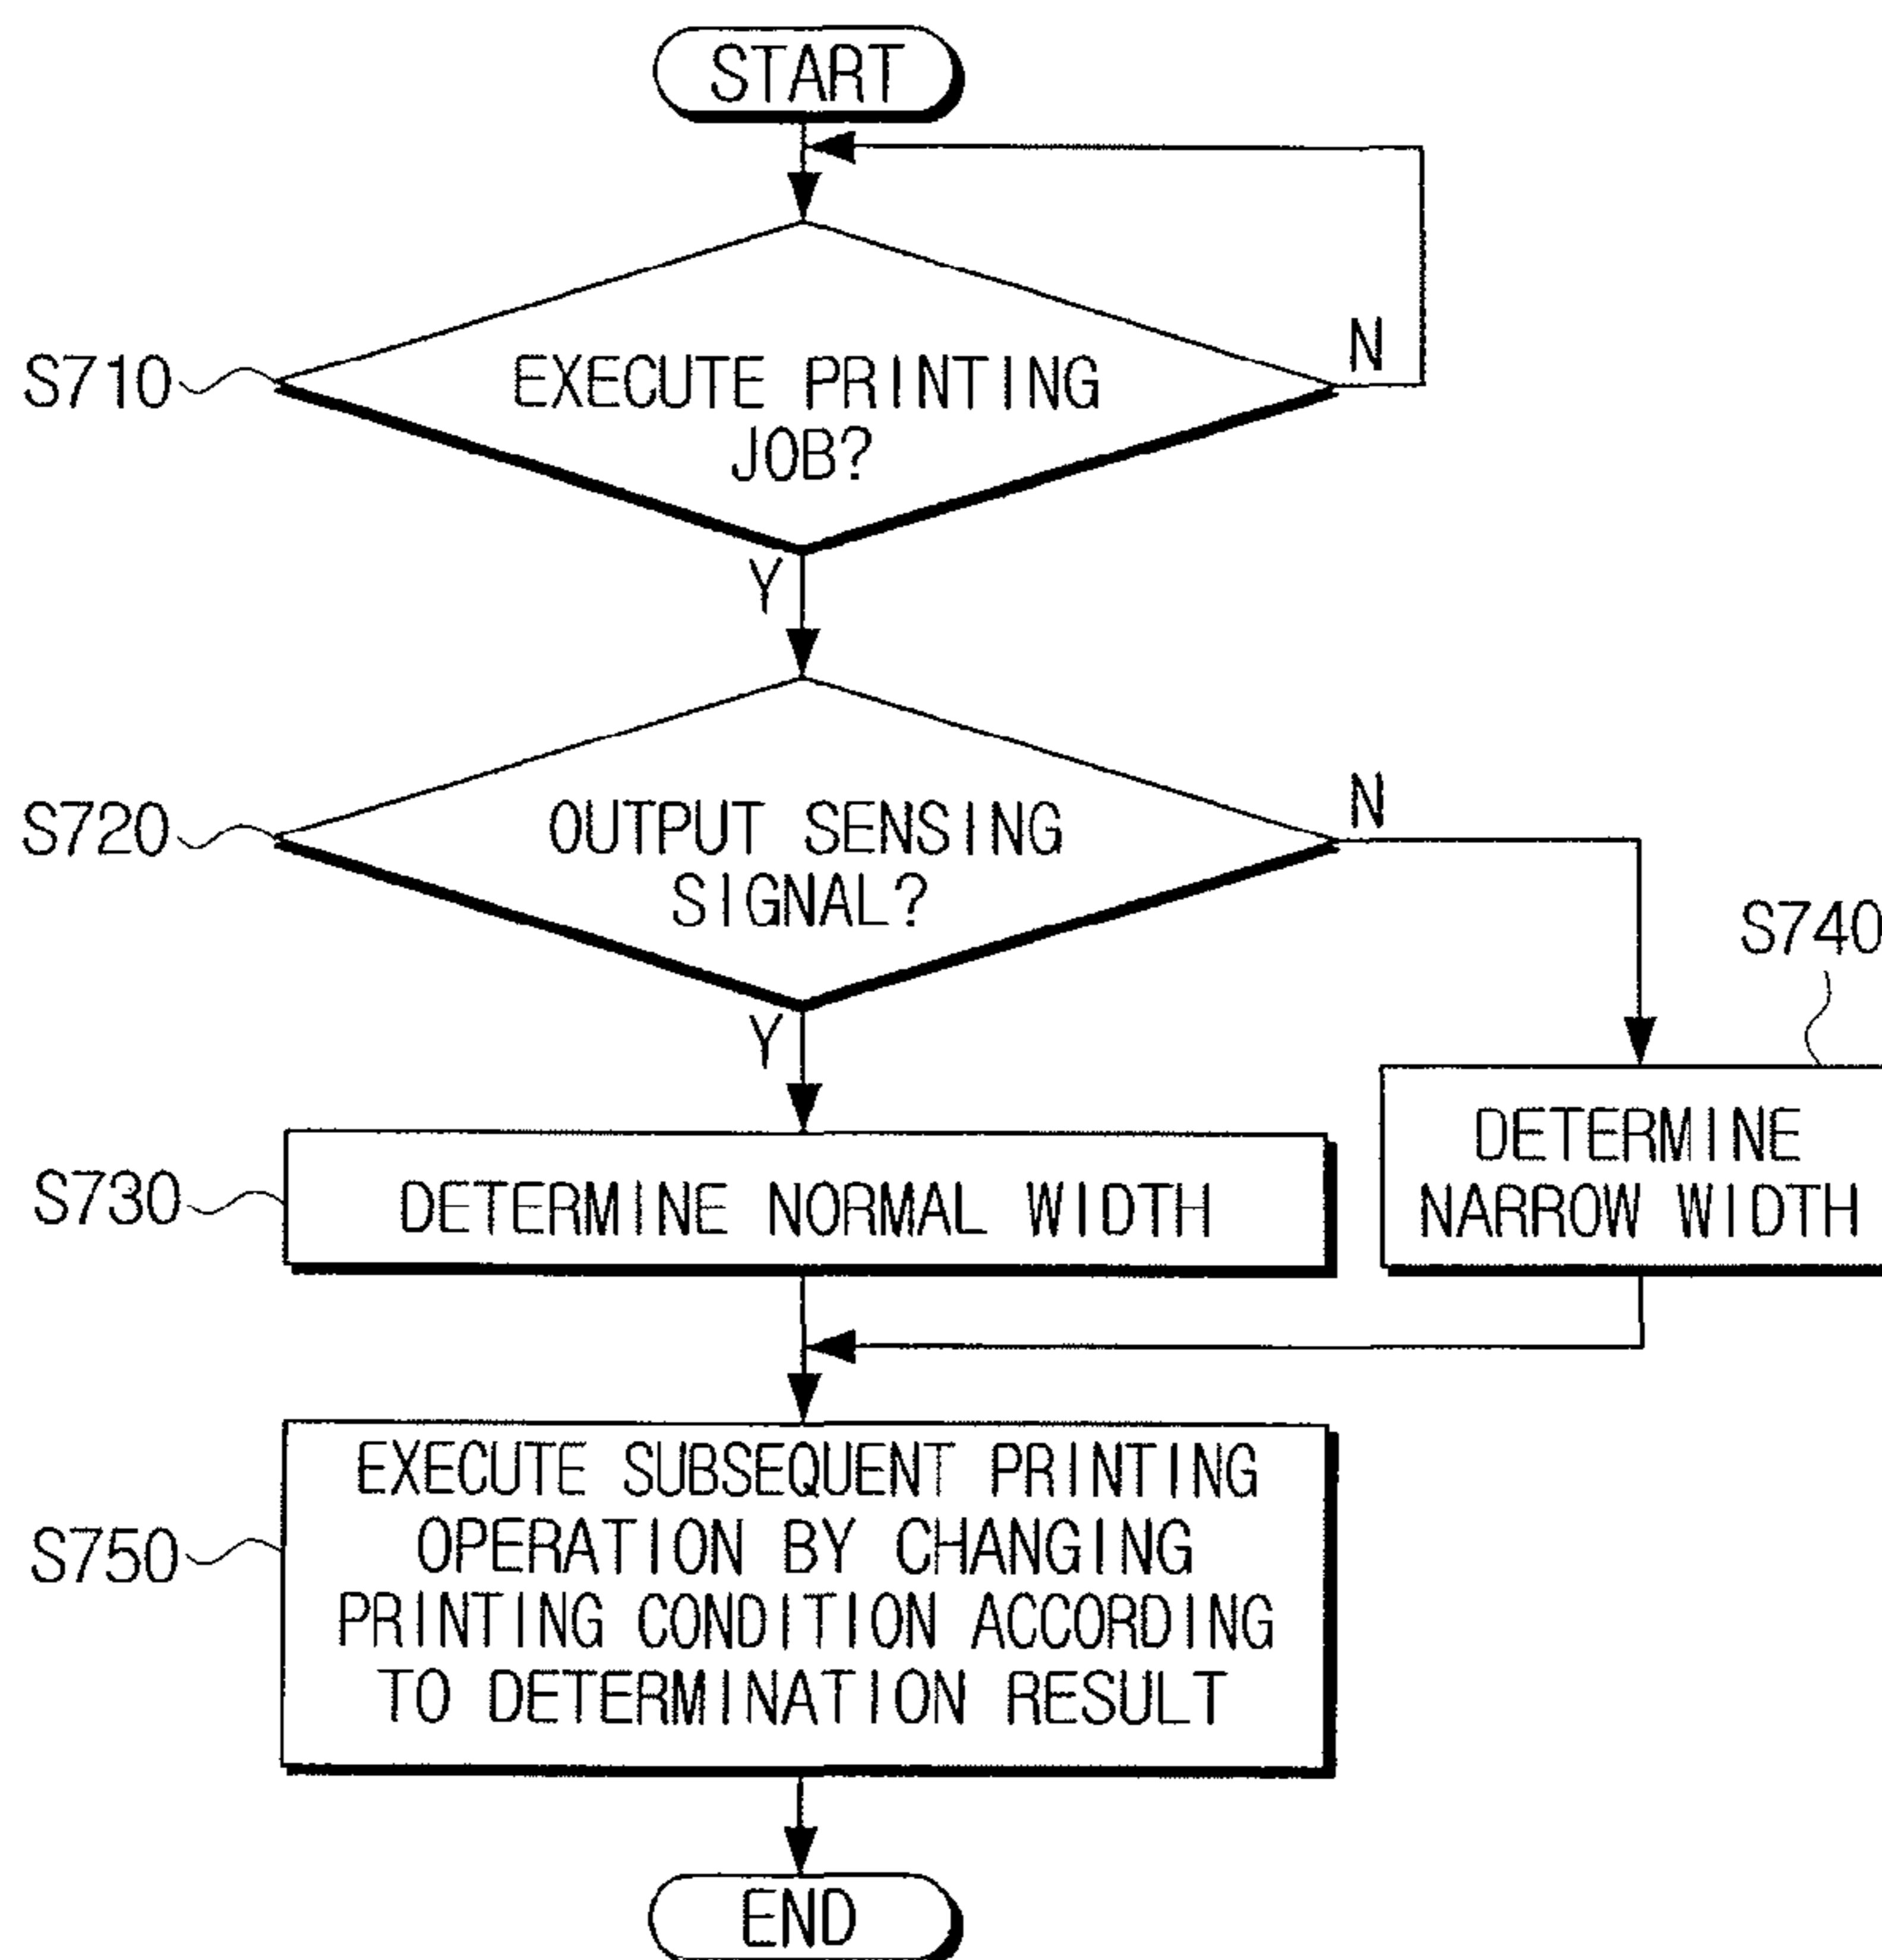 START
N
S710
EXECUTE PRINTING
JOB?
Y
N
S720
OUTPUT SENSING
SIGNAL?
S740
Y
DETERMINE
NARROW WIDTH
S730
DETERMINE NORMAL WIDTH
EXECUTE SUBSEQUENT PRINTING
OPERATION BY CHANGING
S750
PRINTING CONDITION ACCORDING
TO DETERMINATION RESULT
END